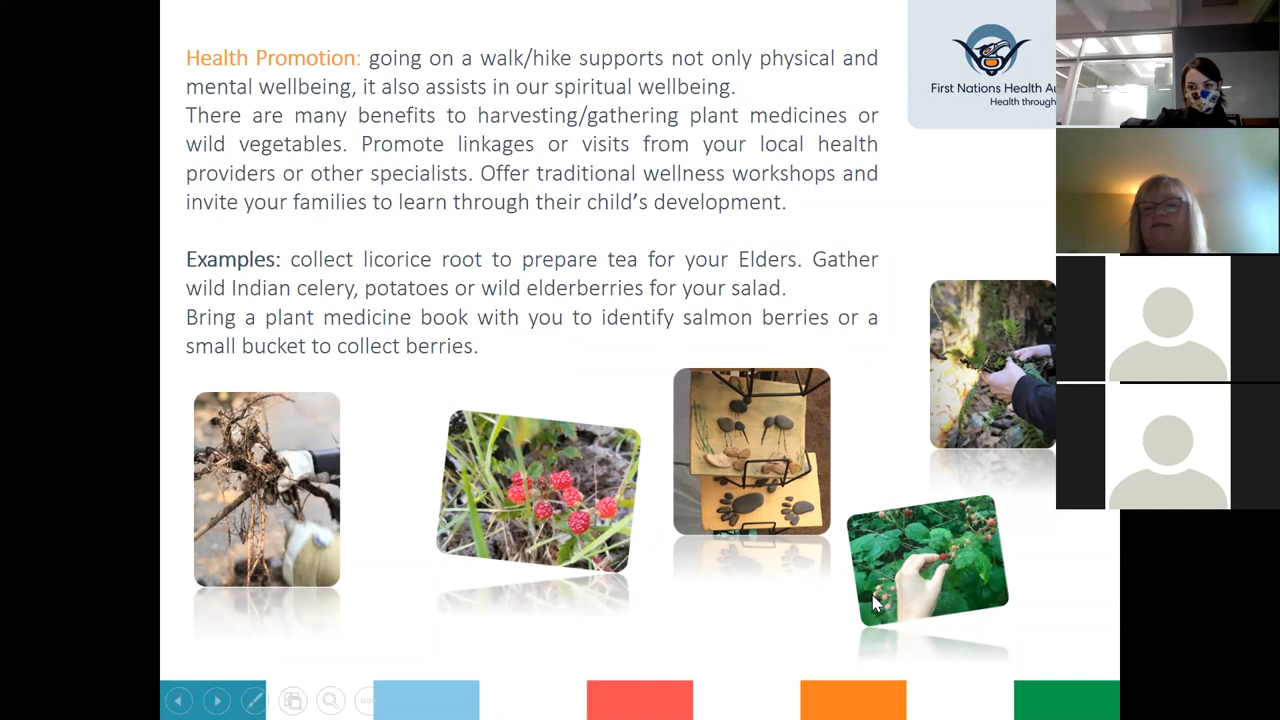 Health Promotion: going on a walk/hike supports not only physical and
mental wellbeing, it also assists in our spiritual wellbeing.
There are many benefits to harvesting/gathering plant medicines or
wild vegetables. Promote linkages or visits from your local health
providers or other specialists. Offer traditional wellness workshops and
invite your families to learn through their child’s development.
Examples: collect licorice root to prepare tea for your Elders. Gather
wild Indian celery, potatoes or wild elderberries for your salad.
Bring a plant medicine book with you to identify salmon berries or a
small bucket to collect berries.
First Nations Health Au
Health through